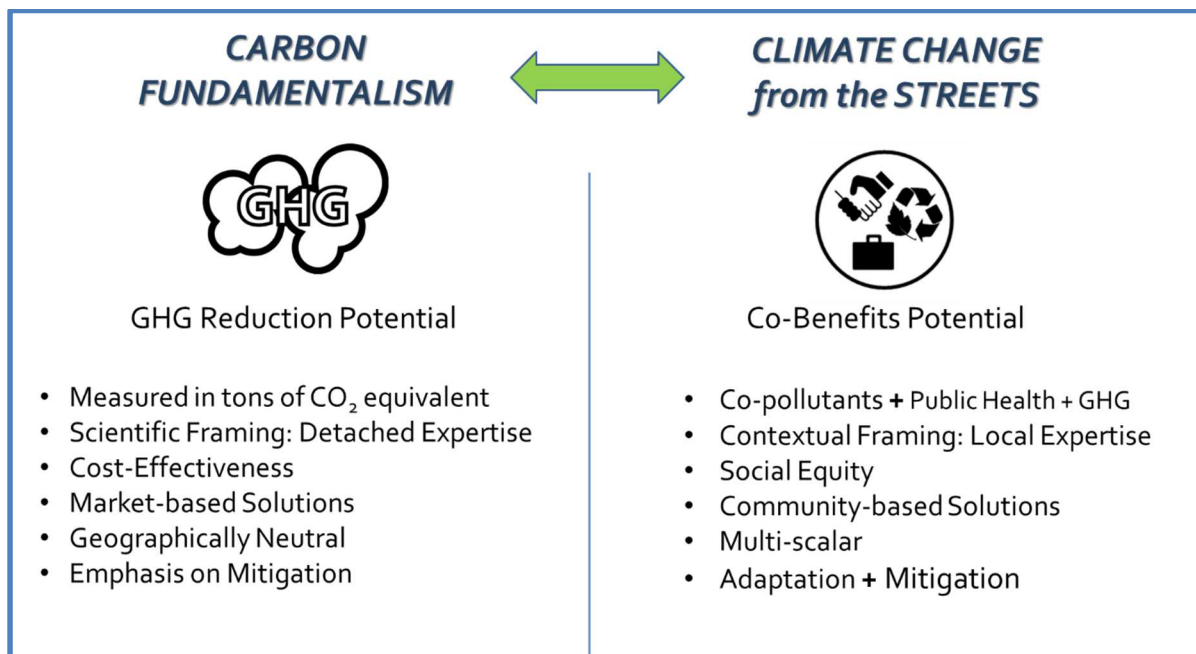 CARBON
FUNDAMENTALISM
GHG
GHG Reduction Potential
• Measured in tons of CO₂ equivalent
• Scientific Framing: Detached Expertise
• Cost-Effectiveness
• Market-based Solutions
• Geographically Neutral
• Emphasis on Mitigation
CLIMATE CHANGE
from the STREETS
Co-Benefits Potential
• Co-pollutants + Public Health + GHG
• Contextual Framing: Local Expertise
• Social Equity
• Community-based Solutions
• Multi-scalar
• Adaptation + Mitigation